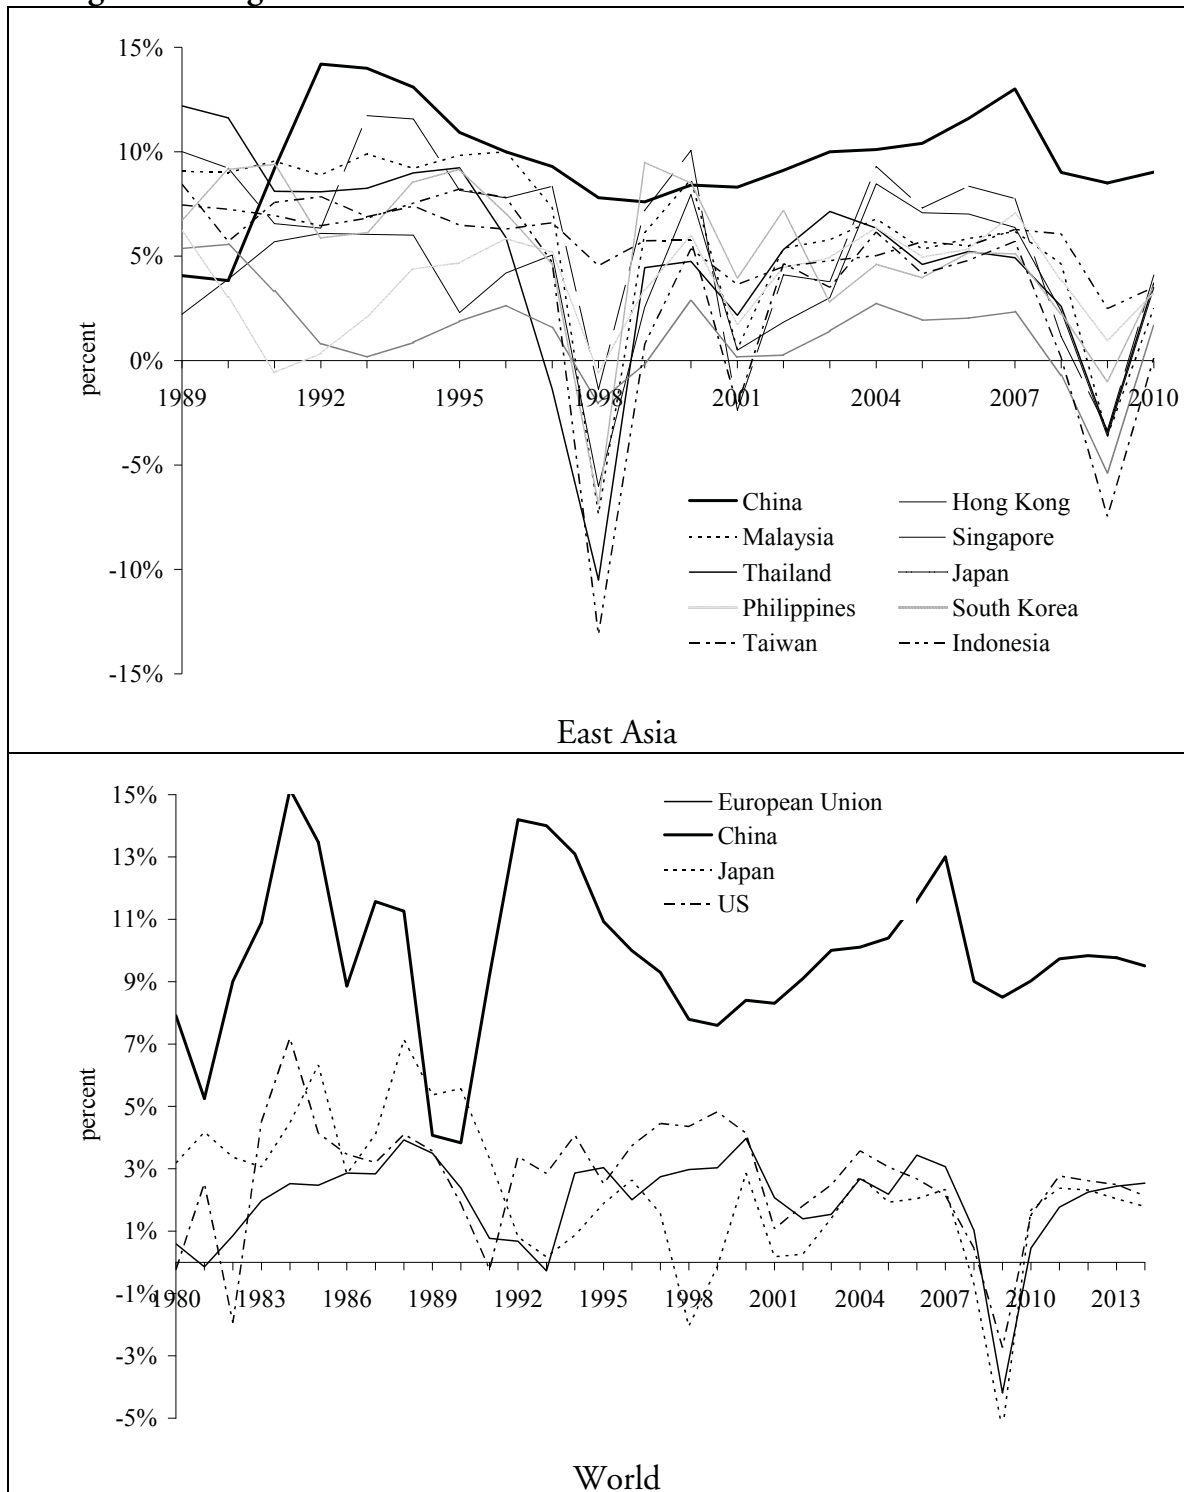 15%
10%
5%
0%
-5%
-10%
-15%
percent
1989 1992 1995 1998 2001 2004 2007 2010
China Hong Kong
Malaysia Singapore
Thailand Japan
Philippines South Korea
Taiwan Indonesia
East Asia
15%
13%
11%
9%
7%
5%
3%
1%
-1%
-3%
-5%
percent
European Union
China
Japan
US
1980 1983 1986 1989 1992 1995 1998 2001 2004 2007 2010 2013
World